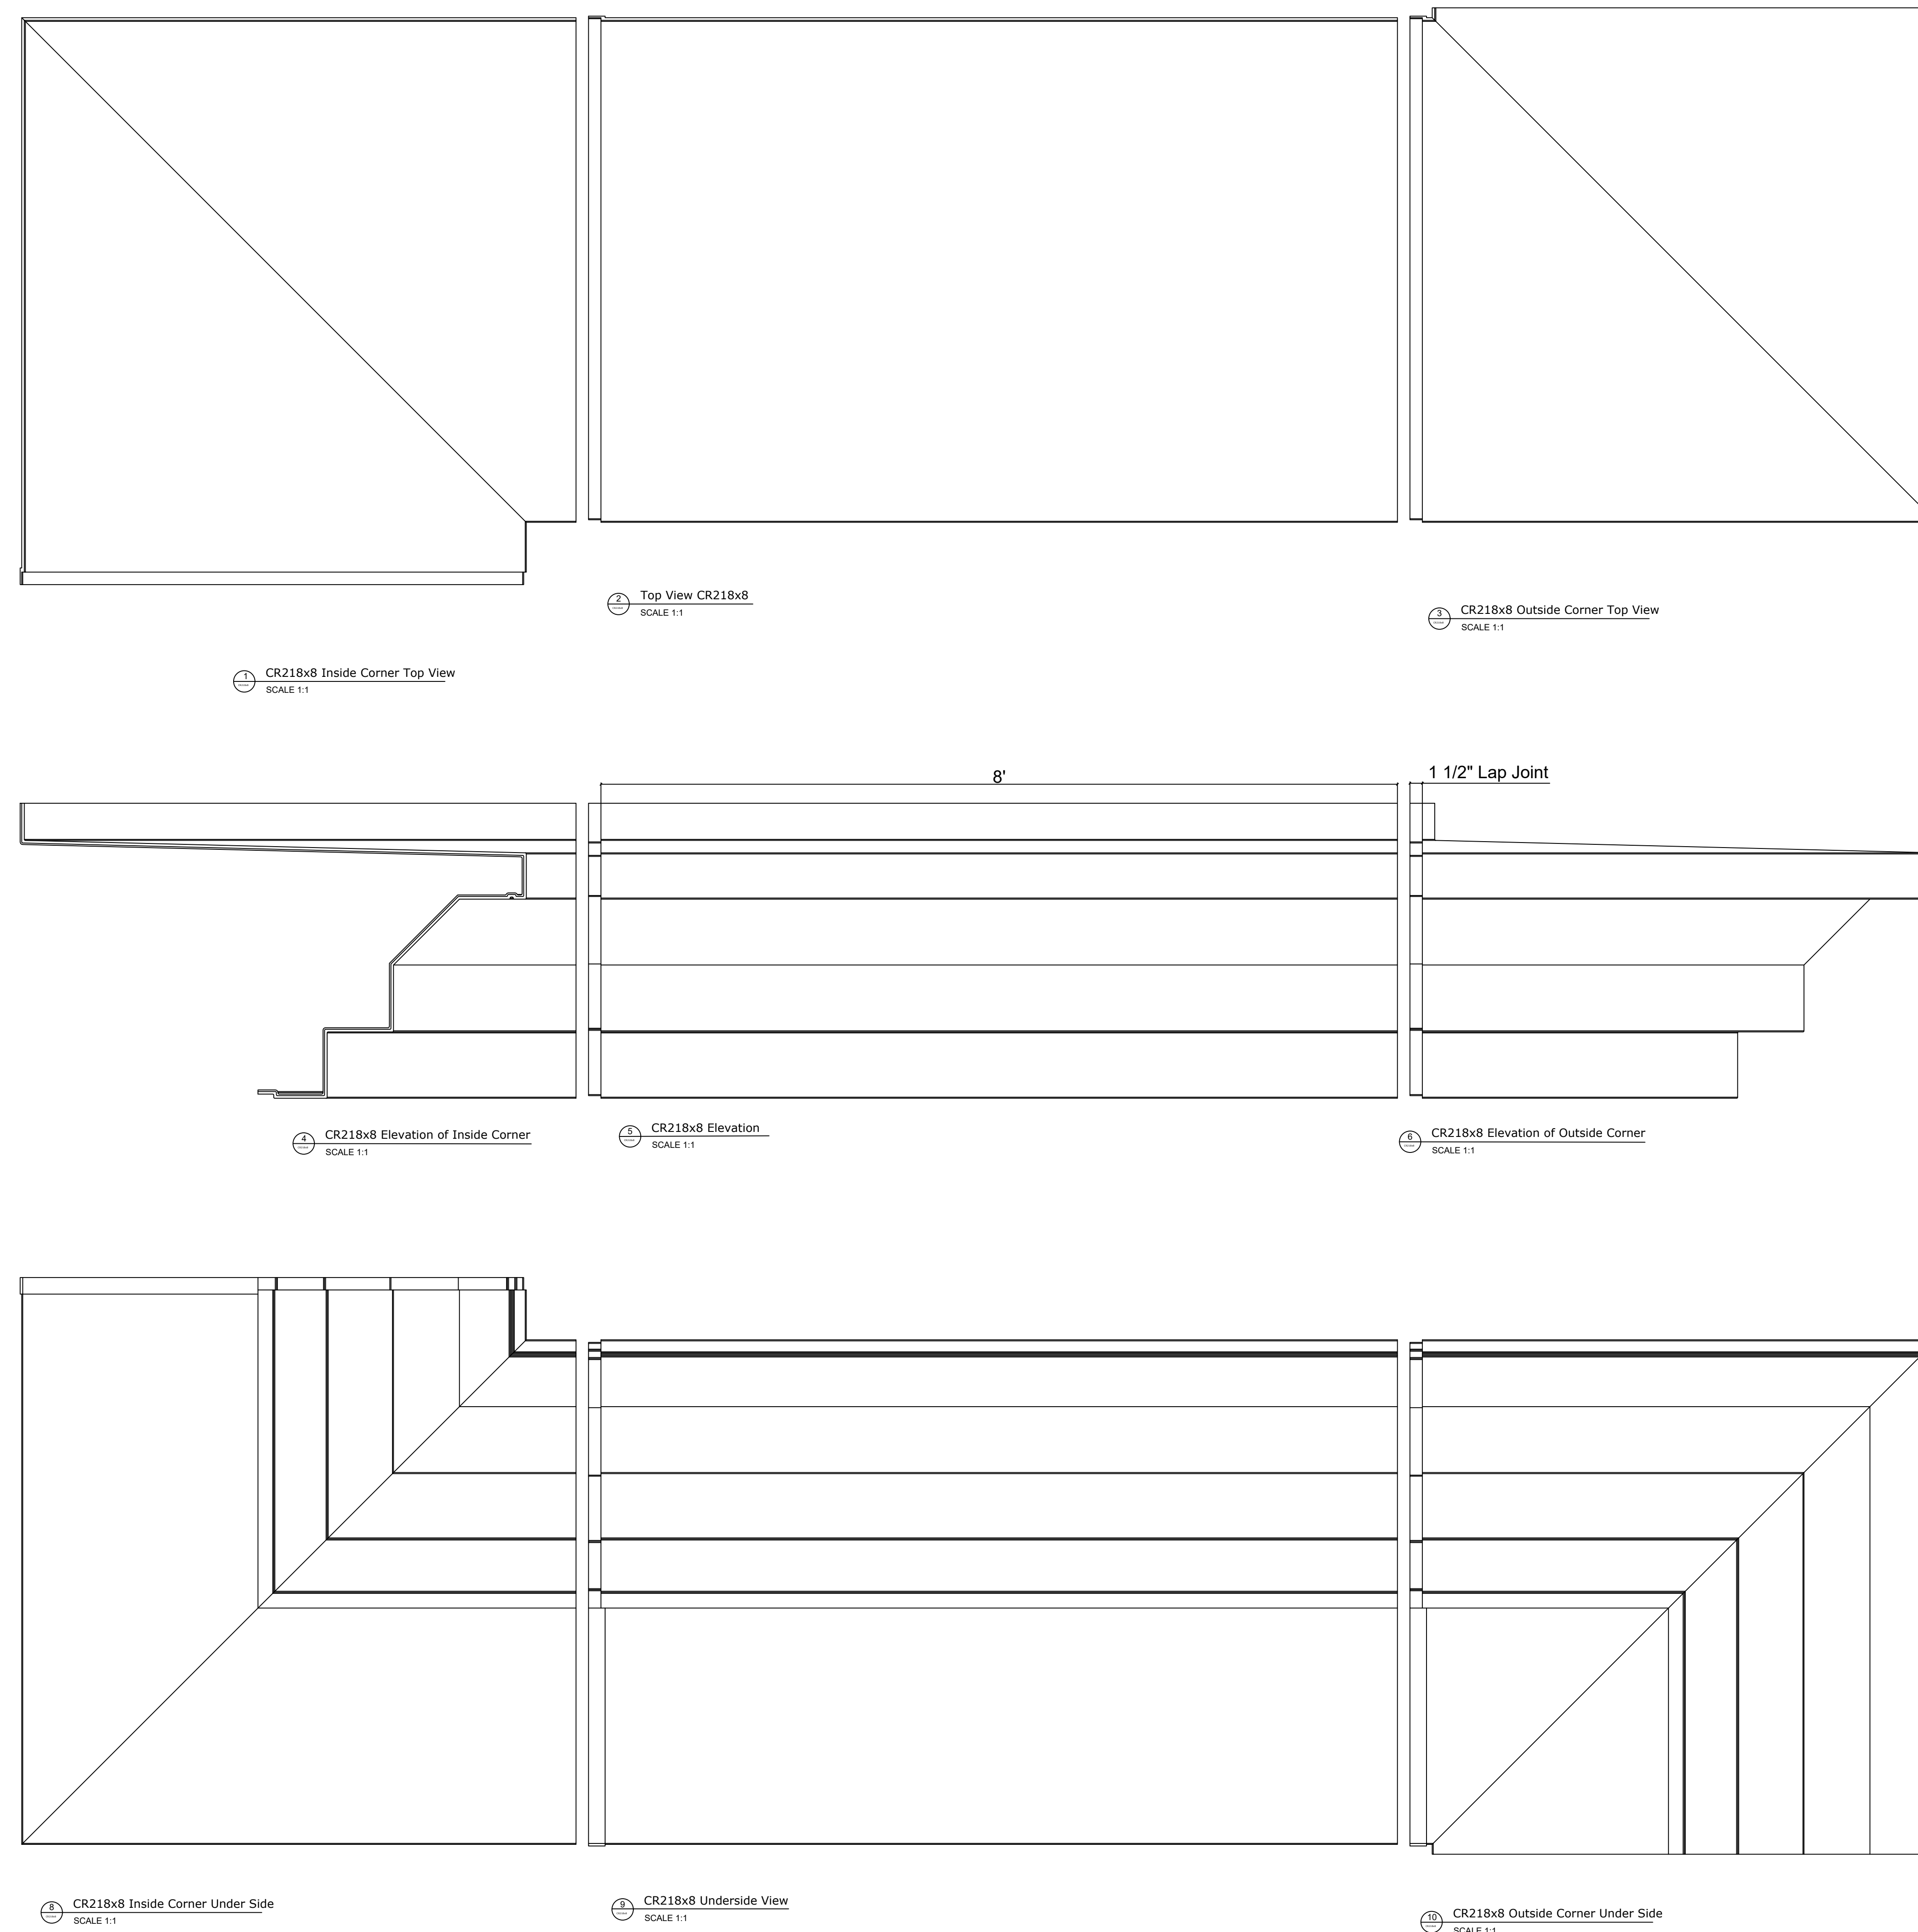 2
Top View CR218x8
SCALE 1:1
3
CR218x8 Outside Corner Top View
SCALE 1:1
1
CR218x8 Inside Corner Top View
SCALE 1:1
8'
1 1/2" Lap Joint
4
CR218x8 Elevation of Inside Corner
SCALE 1:1
5
CR218x8 Elevation
SCALE 1:1
6
CR218x8 Elevation of Outside Corner
SCALE 1:1
8
CR218x8 Inside Corner Under Side
SCALE 1:1
9
CR218x8 Underside View
SCALE 1:1
10
CR218x8 Outside Corner Under Side
SCALE 1:1